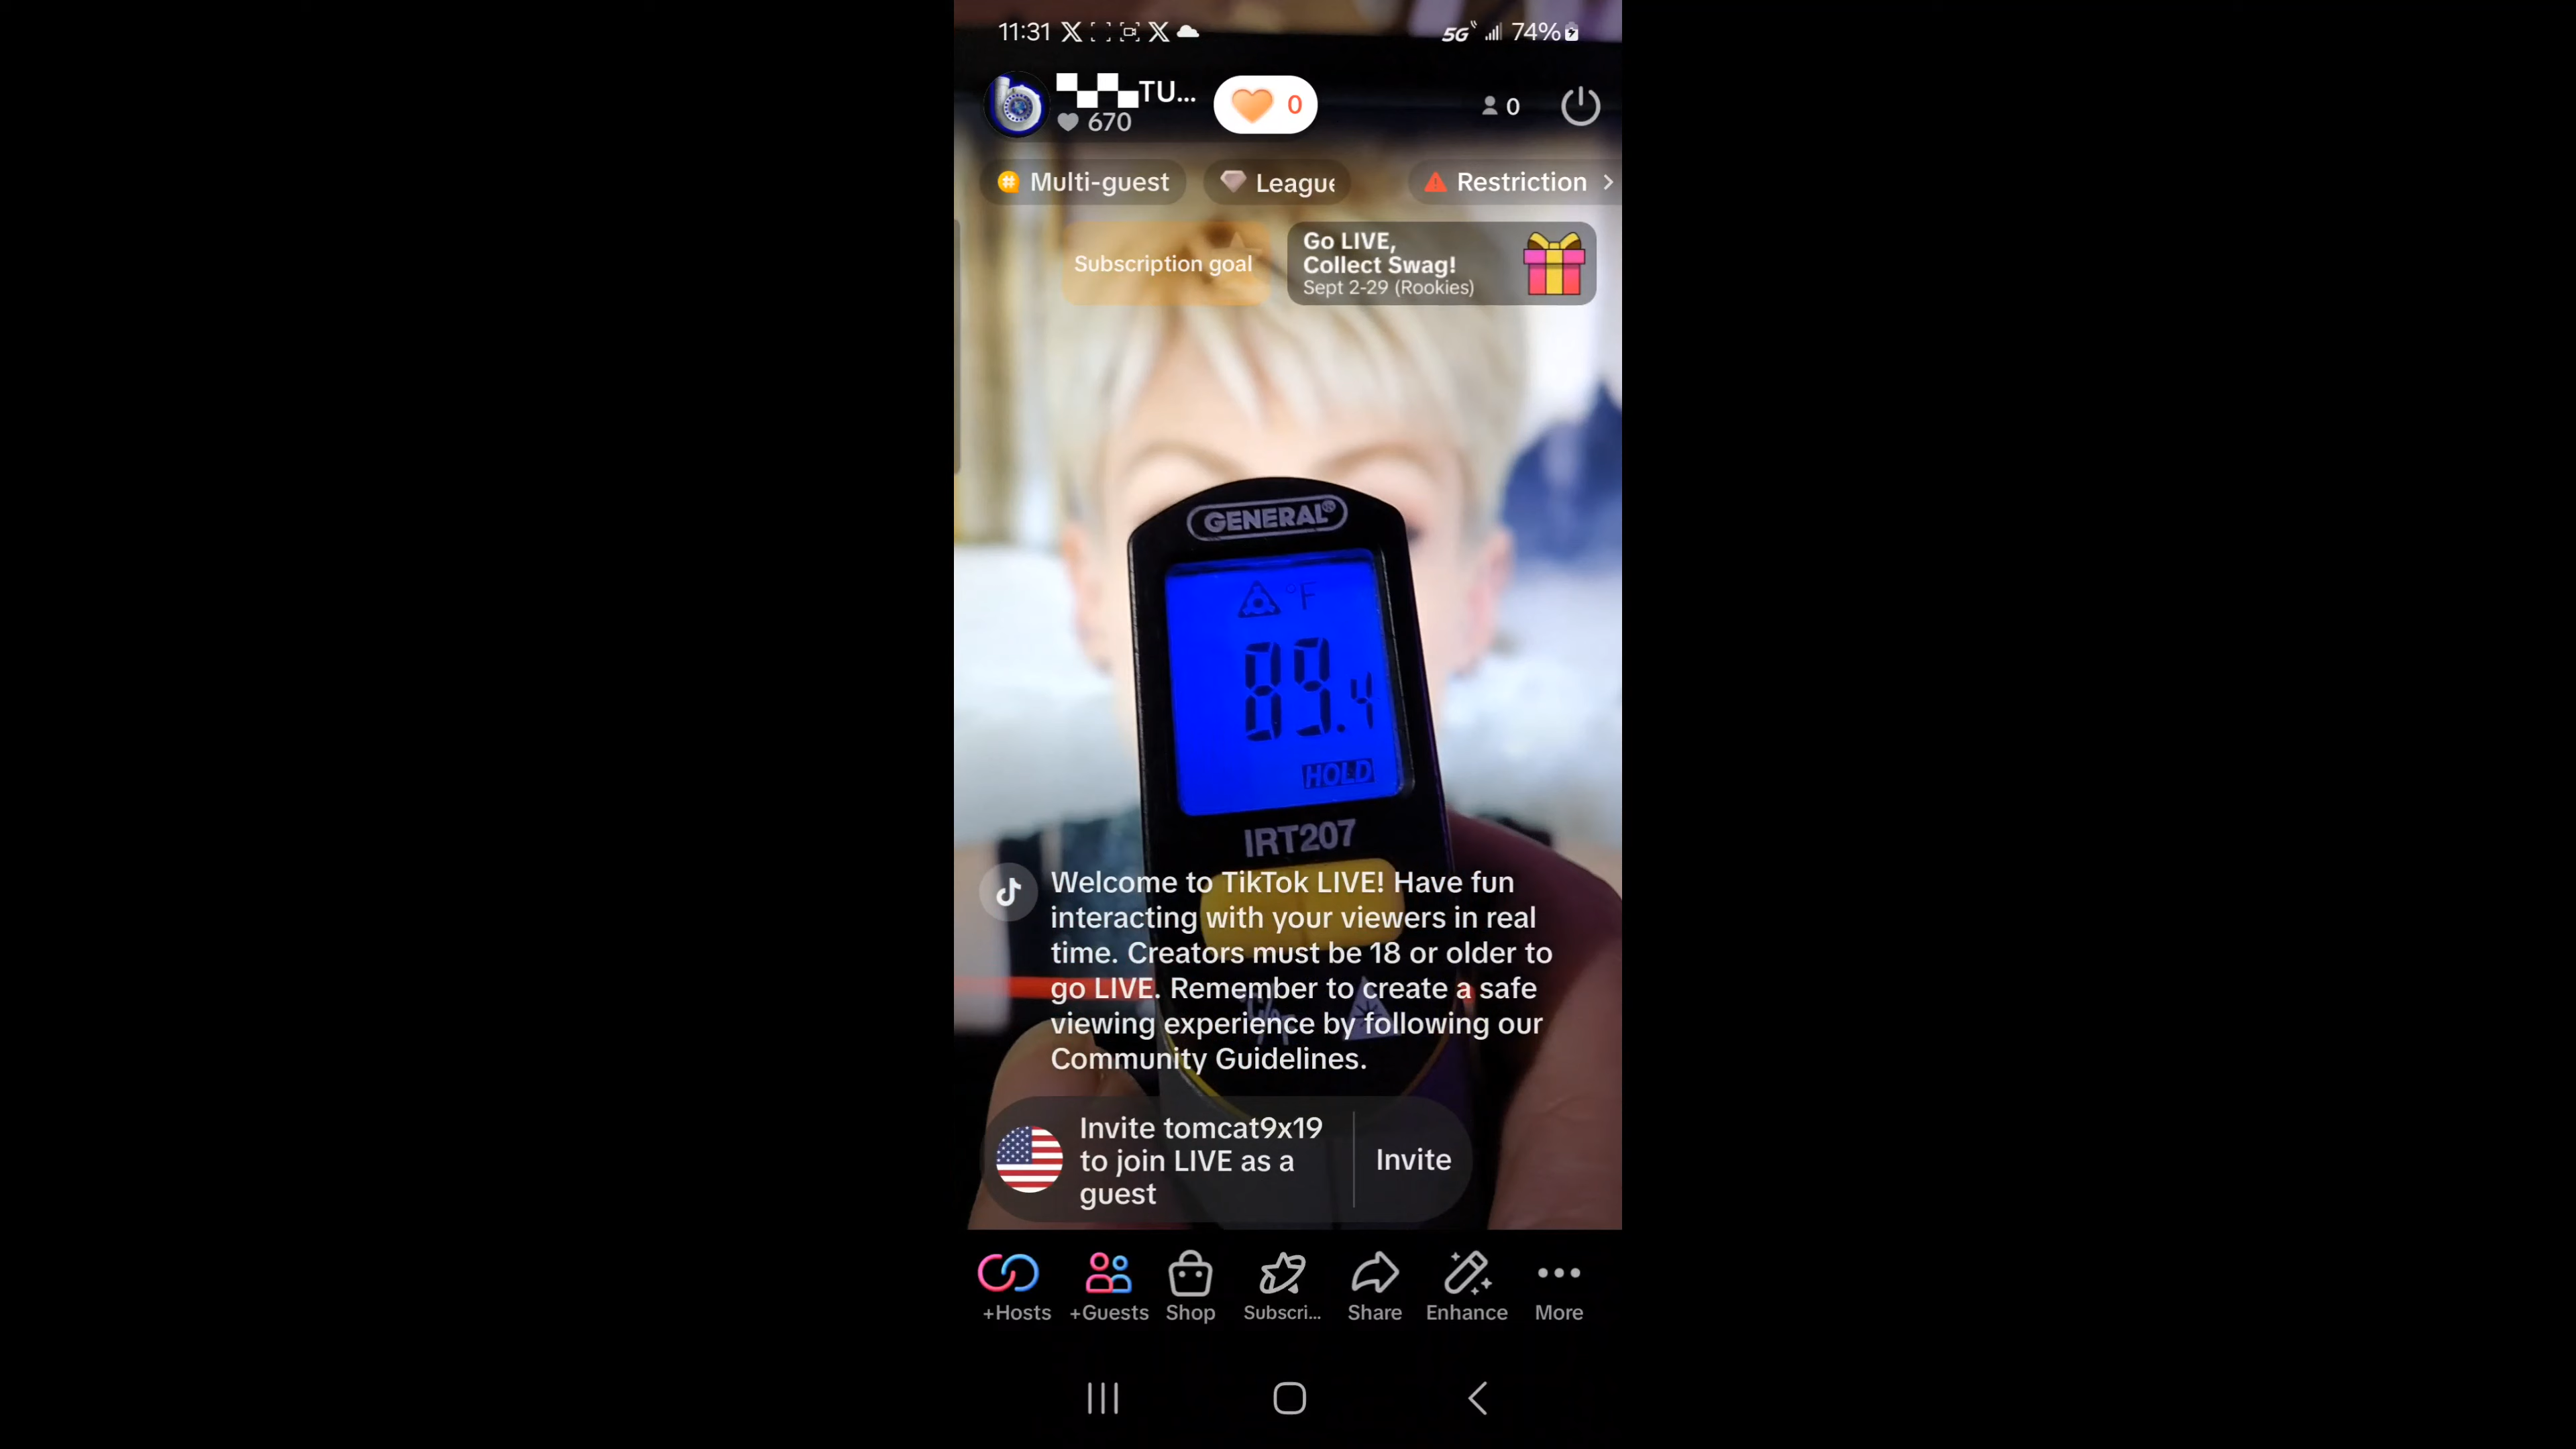 11:31
5G
74%
TU...
0
670
0
Multi-guest
League
Restriction
Subscription goal
Go LIVE,
Collect Swag!
Sept 2-29 (Rookies)
GENERAL®
°F
89.4
HOLD
IRT207
Welcome to TikTok LIVE! Have fun
interacting with your viewers in real
time. Creators must be 18 or older to
go LIVE. Remember to create a safe
viewing experience by following our
Community Guidelines.
Invite tomcat9x19
to join LIVE as a
guest
Invite
+Hosts
+Guests
Shop
Subscri...
Share
Enhance
More